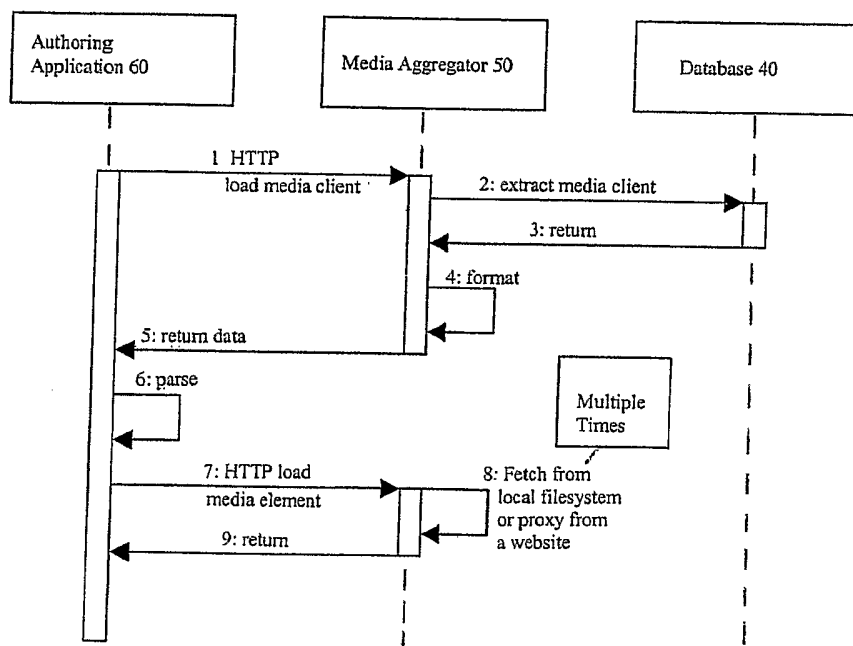 Authoring
Application 60
Media Aggregator 50
Database 40
1 HTTP
load media client
2: extract media client
3: return
4: format
5: return data
6: parse
Multiple
Times
7: HTTP load
media element
8: Fetch from
local filesystem
or proxy from
a website
9: return